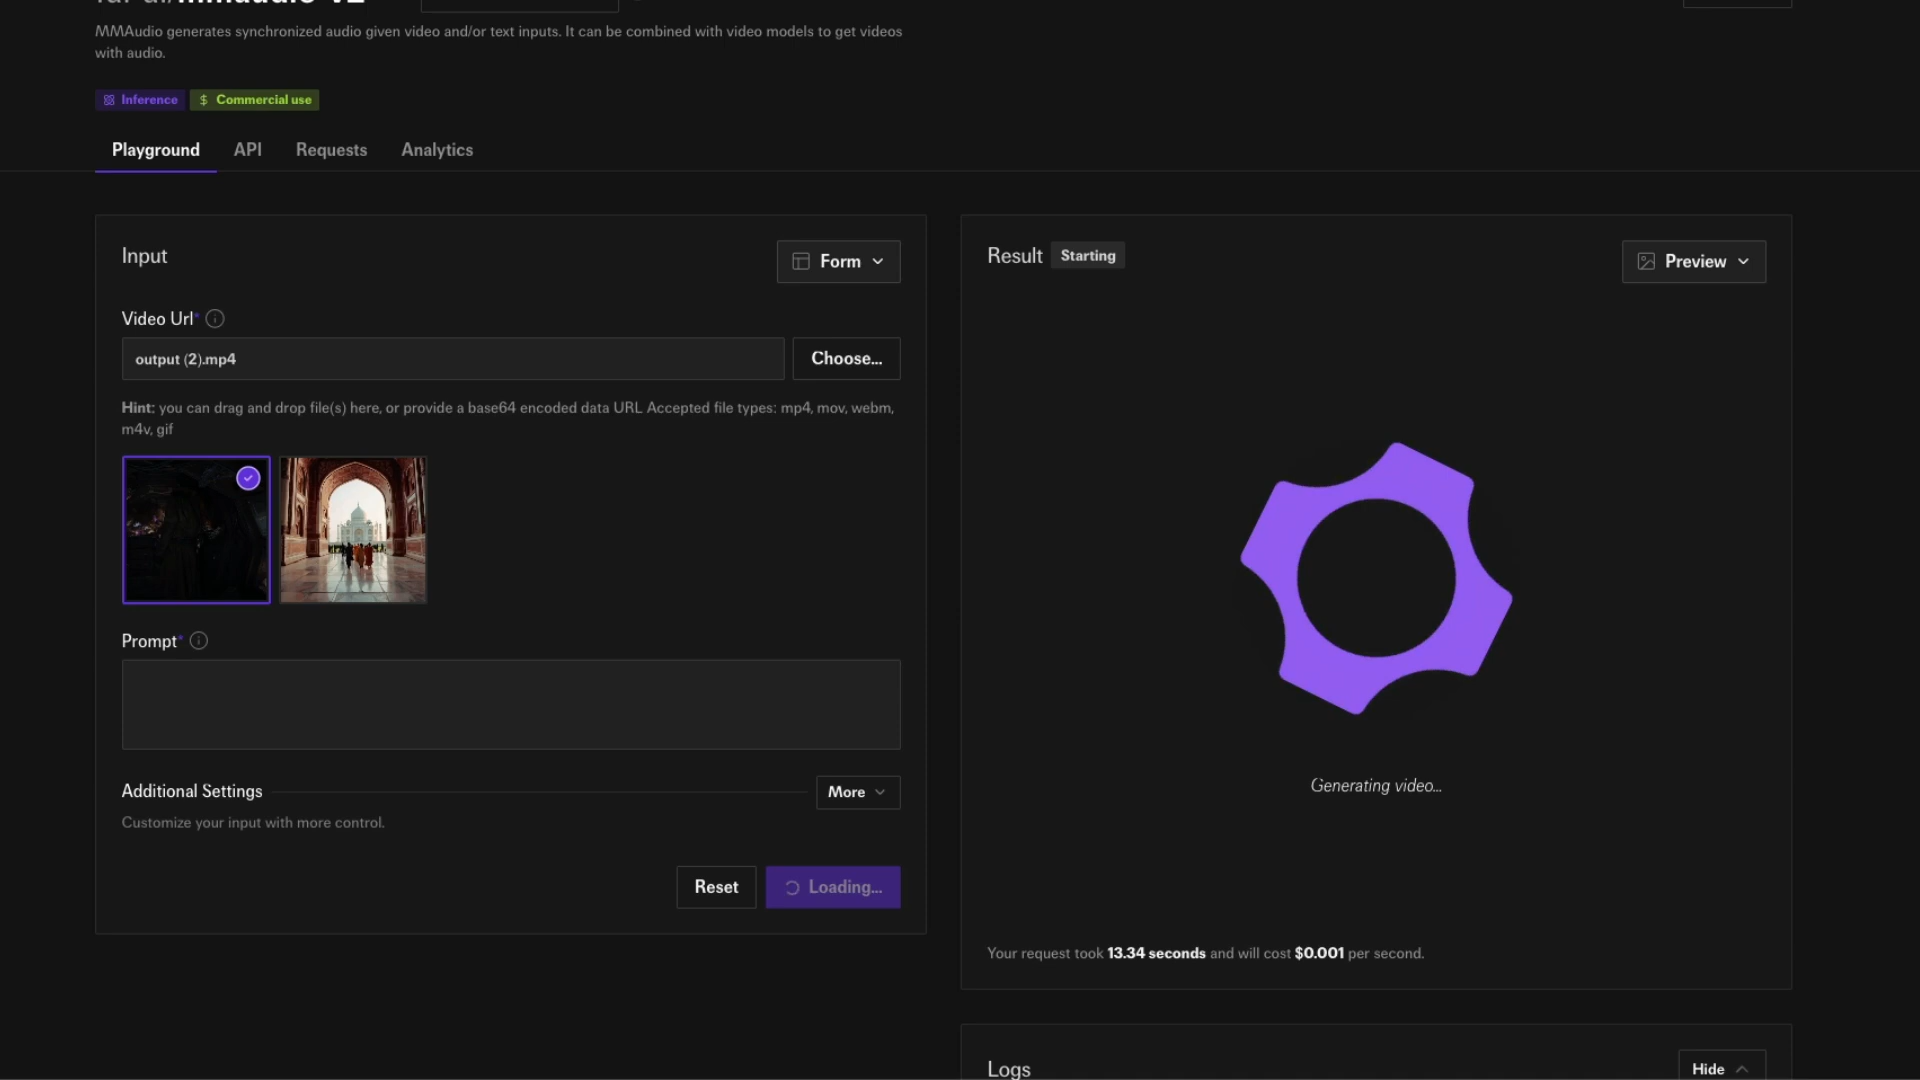 MMAudio generates synchronized audio given video and/or text inputs. It can be combined with video models to get videos
with audio.
Inference
$ Commercial use
Playground
API
Requests
Analytics
Input
Form
Video Url*
output (2).mp4
Choose...
Hint: you can drag and drop file(s) here, or provide a base64 encoded data URL Accepted file types: mp4, mov, webm,
m4v, gif
Prompt*
Additional Settings
More
Customize your input with more control.
Reset
Loading...
Result
Starting
Preview
Generating video...
Your request took 13.34 seconds and will cost $0.001 per second.
Logs
Hide